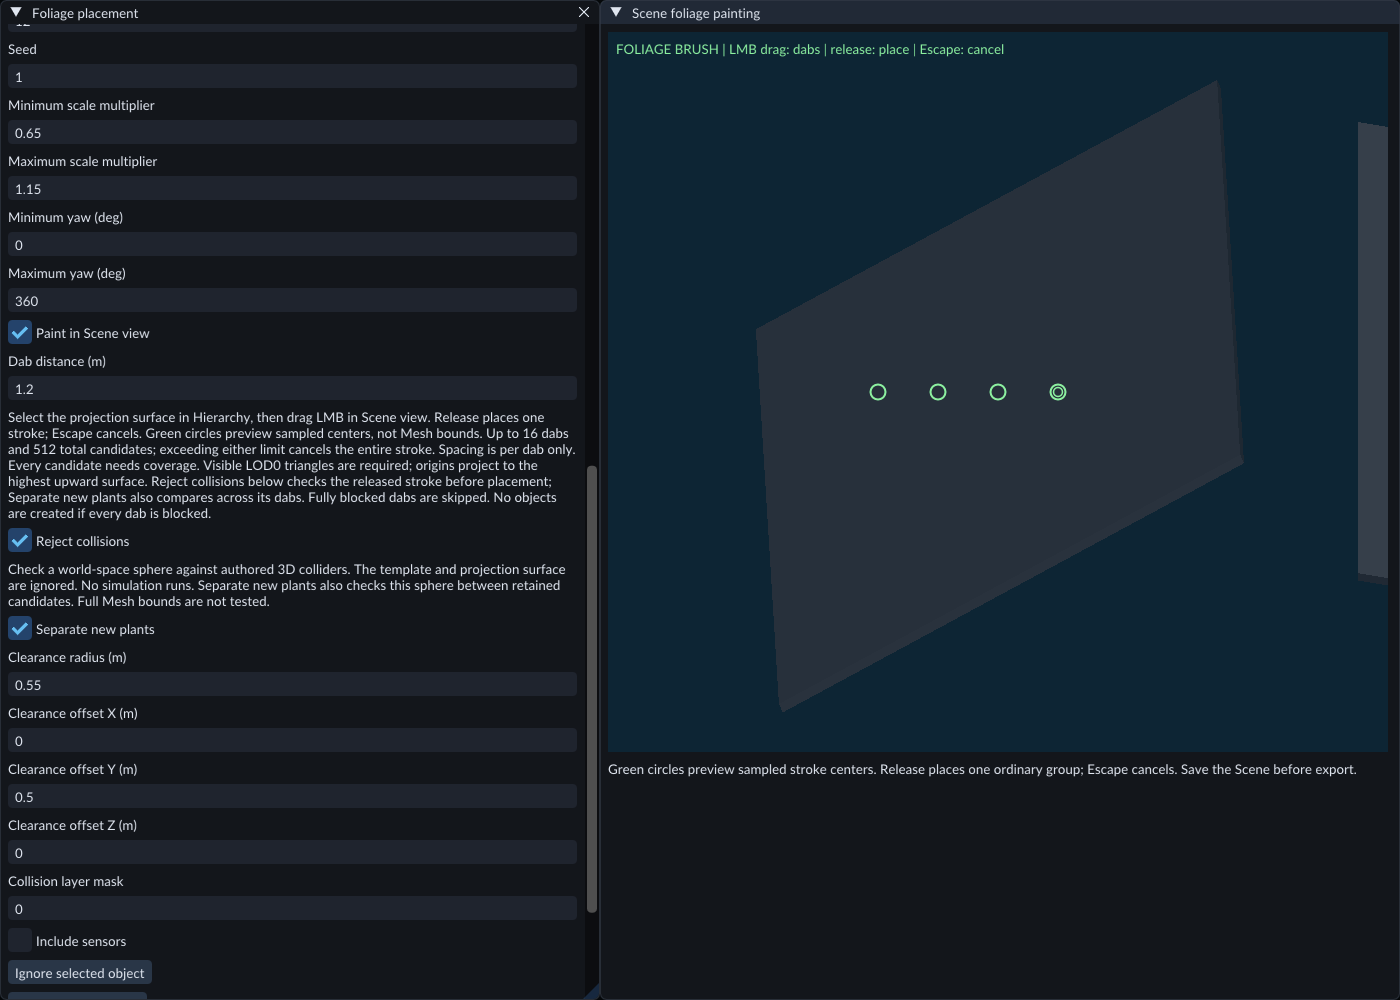 Foliage placement
Seed
1
Minimum scale multiplier
0.65
Maximum scale multiplier
1.15
Minimum yaw (deg)
0
Maximum yaw (deg)
360
Paint in Scene view
Dab distance (m)
1.2
Select the projection surface in Hierarchy, then drag LMB in Scene view. Release places one
stroke; Escape cancels. Green circles preview sampled centers, not Mesh bounds. Up to 16 dabs
and 512 total candidates; exceeding either limit cancels the entire stroke. Spacing is per dab only.
Every candidate needs coverage. Visible LOD0 triangles are required; origins project to the
highest upward surface. Reject collisions below checks the released stroke before placement;
Separate new plants also compares across its dabs. Fully blocked dabs are skipped. No objects
are created if every dab is blocked.
Reject collisions
Check a world-space sphere against authored 3D colliders. The template and projection surface
are ignored. No simulation runs. Separate new plants also checks this sphere between retained
candidates. Full Mesh bounds are not tested.
Separate new plants
Clearance radius (m)
0.55
Clearance offset X (m)
0
Clearance offset Y (m)
0.5
Clearance offset Z (m)
0
Collision layer mask
0
Include sensors
Ignore selected object
Scene foliage painting
FOLIAGE BRUSH | LMB drag: dabs | release: place | Escape: cancel
Green circles preview sampled stroke centers. Release places one ordinary group; Escape cancels. Save the Scene before export.